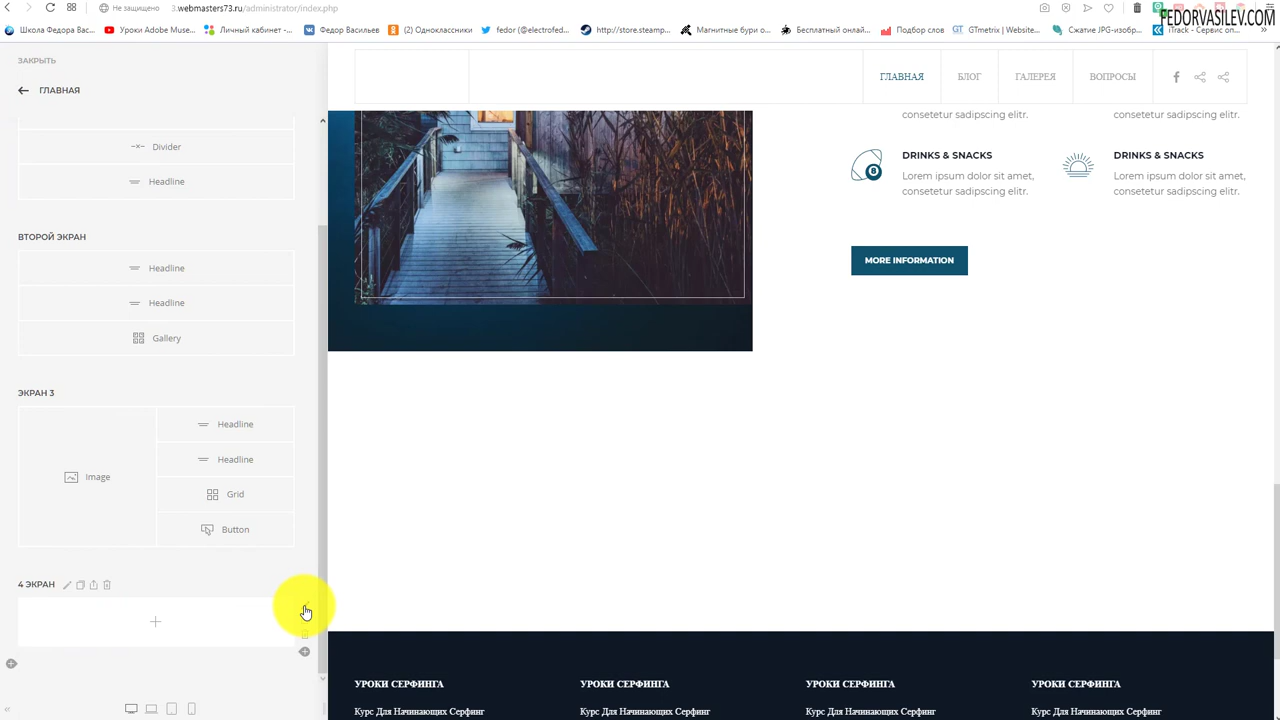 Не защищено
3.webmasters73.ru/administrator/index.php
FEDORVASILEV.COM
Школа Федора Вас...
Уроки Adobe Muse...
Личный кабинет -...
Федор Васильев
(2) Одноклассники
fedor (@electrofed...
http://store.steamp...
Магнитные бури о...
Бесплатный онлай...
Подбор слов
GTmetrix | Website...
Сжатие JPG-изобр...
iTrack - Сервис оп...
ЗАКРЫТЬ
ГЛАВНАЯ
Divider
Headline
ВТОРОЙ ЭКРАН
Headline
Headline
Gallery
ЭКРАН 3
Image
Headline
Headline
Grid
Button
4 ЭКРАН
ГЛАВНАЯ
БЛОГ
ГАЛЕРЕЯ
ВОПРОСЫ
consetetur sadipscing elitr.
consetetur sadipscing elitr.
DRINKS & SNACKS
Lorem ipsum dolor sit amet,
consetetur sadipscing elitr.
DRINKS & SNACKS
Lorem ipsum dolor sit amet,
consetetur sadipscing elitr.
MORE INFORMATION
УРОКИ СЕРФИНГА
УРОКИ СЕРФИНГА
УРОКИ СЕРФИНГА
УРОКИ СЕРФИНГА
Курс Для Начинающих Серфинг
Курс Для Начинающих Серфинг
Курс Для Начинающих Серфинг
Курс Для Начинающих Серфинг